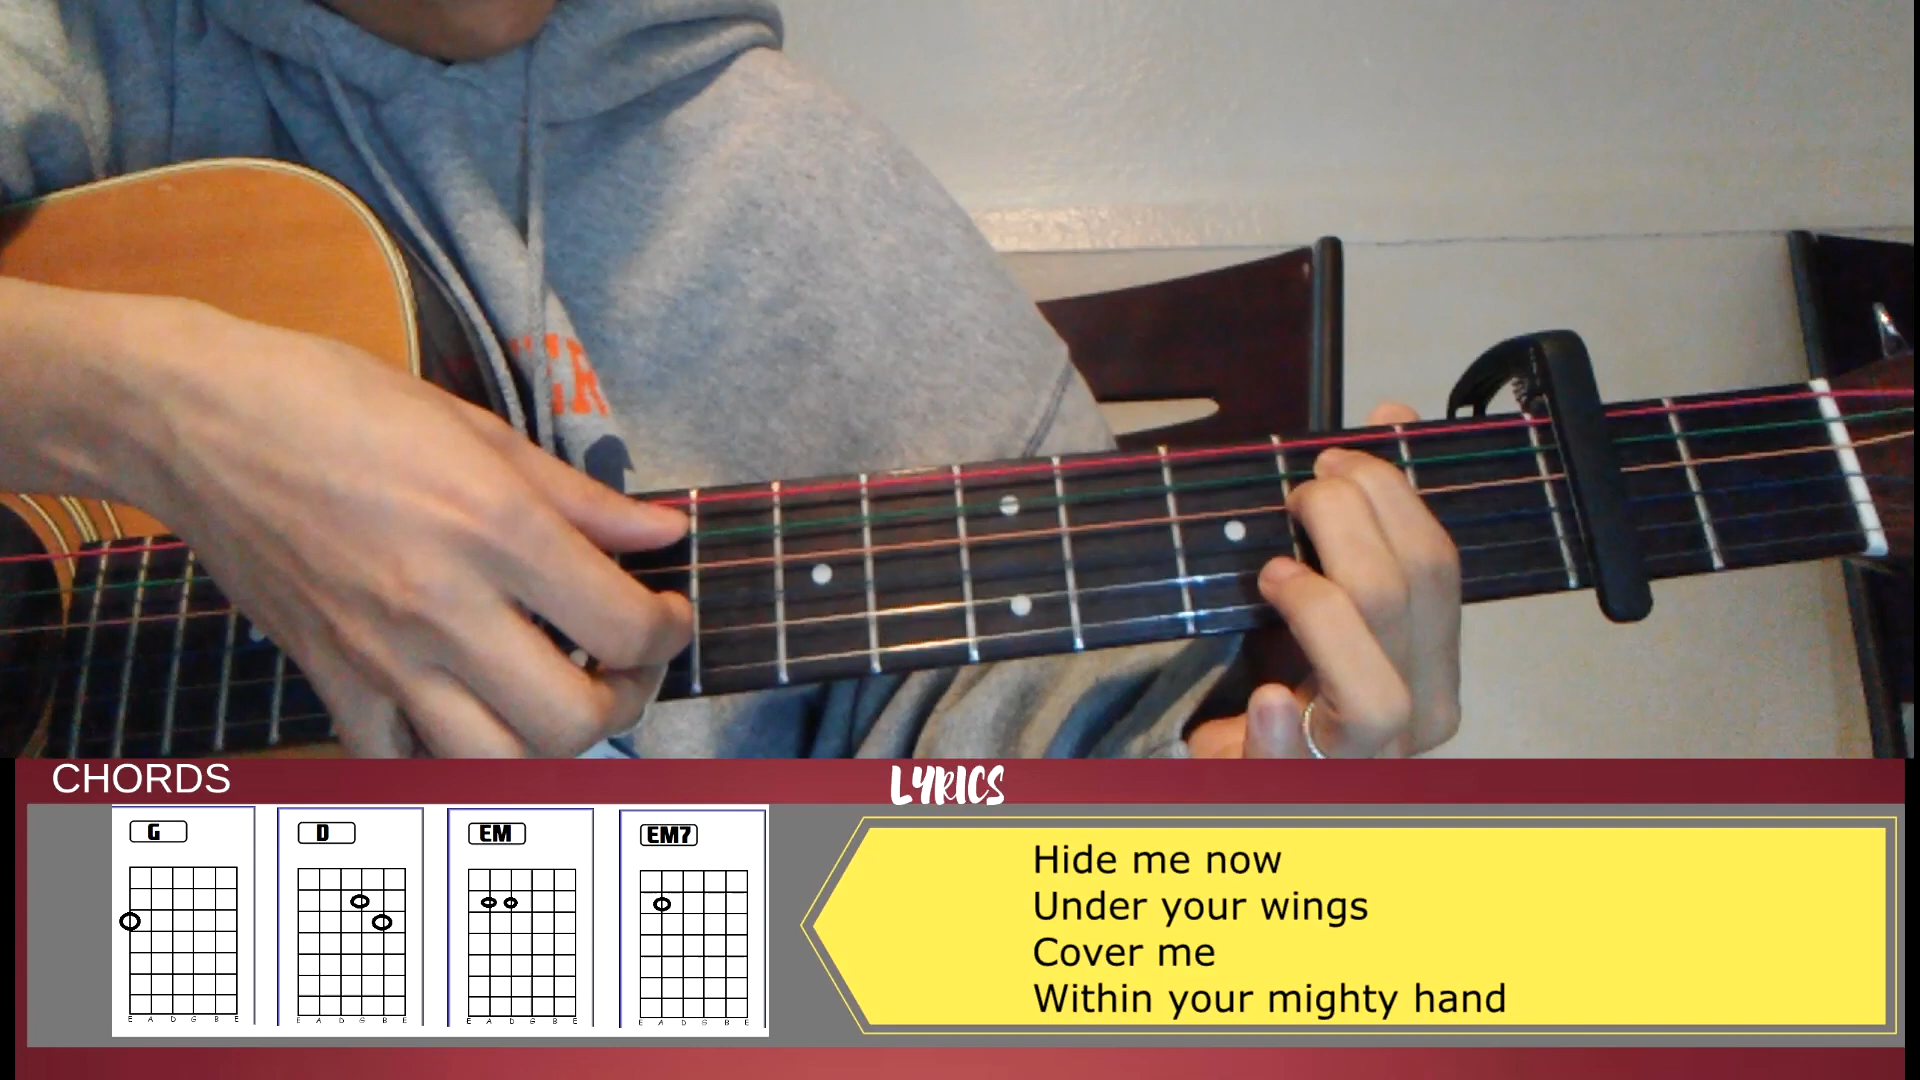 CHORDS
LYRICS
G
D
EM
EM7
E A D G B E
E A D G B E
E A D G B E
E A D G B E
Hide me now
Under your wings
Cover me
Within your mighty hand